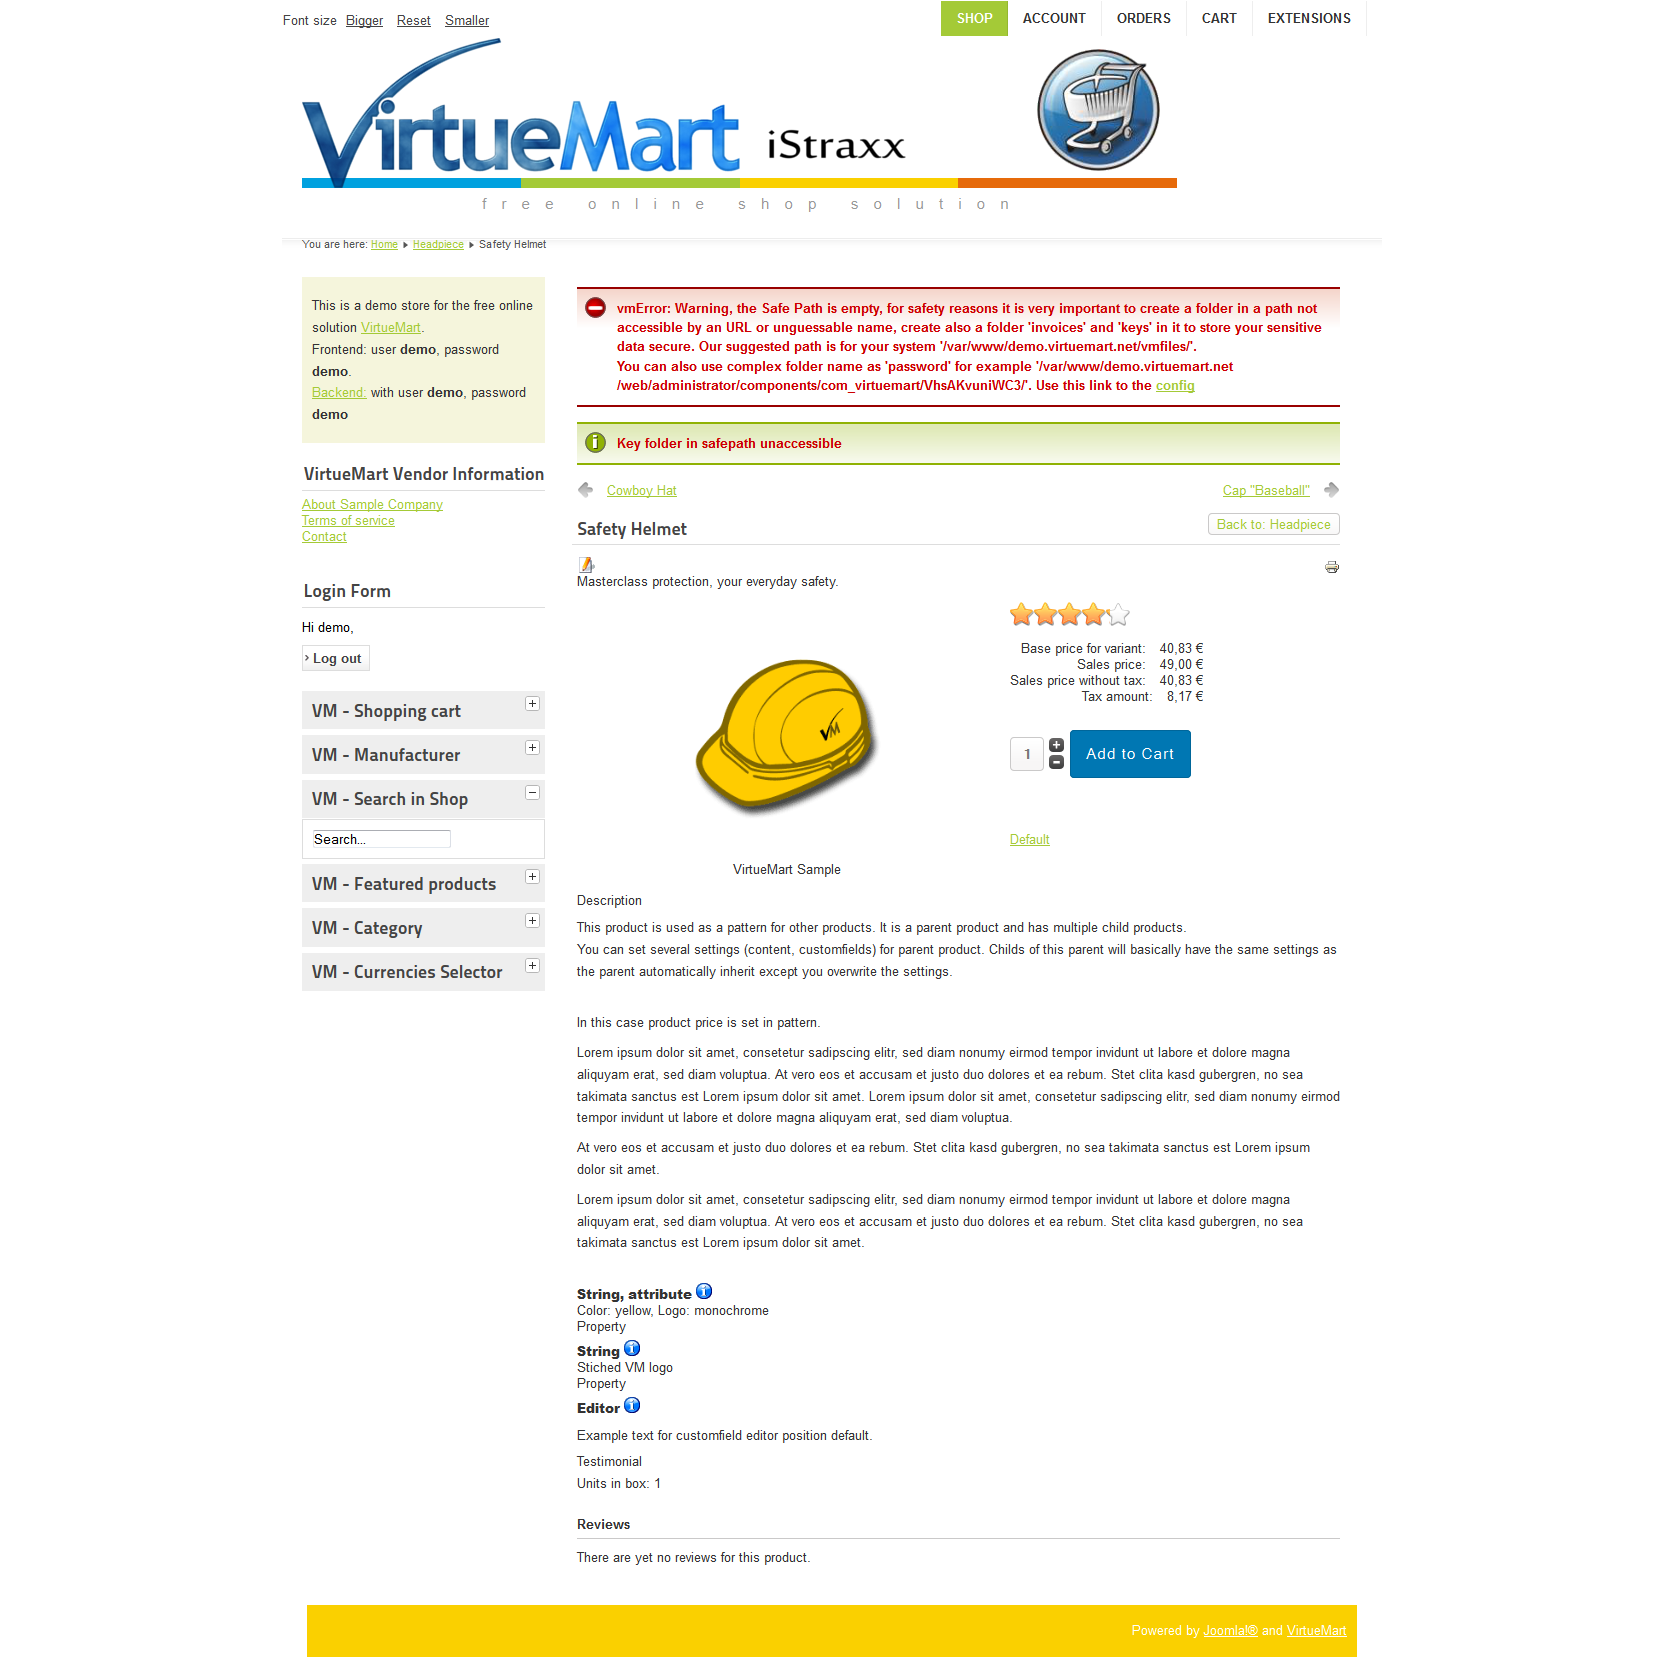 Font size Bigger Reset Smaller
SHOP ACCOUNT ORDERS CART EXTENSIONS
VirtueMart iStraxx
free online shop solution
You are here: Home Headpiece Safety Helmet
This is a demo store for the free online
solution VirtueMart.
Frontend: user demo, password
demo.
Backend: with user demo, password
demo
VirtueMart Vendor Information
About Sample Company
Terms of service
Contact
Login Form
Hi demo,
Log out
VM - Shopping cart
VM - Manufacturer
VM - Search in Shop
Search...
VM - Featured products
VM - Category
VM - Currencies Selector
vmError: Warning, the Safe Path is empty, for safety reasons it is very important to create a folder in a path not
accessible by an URL or unguessable name, create also a folder 'invoices' and 'keys' in it to store your sensitive
data secure. Our suggested path is for your system '/var/www/demo.virtuemart.net/vmfiles/'.
You can also use complex folder name as 'password' for example '/var/www/demo.virtuemart.net
/web/administrator/components/com_virtuemart/VhsAKvuniWC3/'. Use this link to the config
Key folder in safepath unaccessible
Cowboy Hat
Cap "Baseball"
Safety Helmet
Back to: Headpiece
Masterclass protection, your everyday safety.
VM
VirtueMart Sample
Base price for variant: 40,83 €
Sales price: 49,00 €
Sales price without tax: 40,83 €
Tax amount: 8,17 €
1
Add to Cart
Default
Description
This product is used as a pattern for other products. It is a parent product and has multiple child products.
You can set several settings (content, customfields) for parent product. Childs of this parent will basically have the same settings as
the parent automatically inherit except you overwrite the settings.
In this case product price is set in pattern.
Lorem ipsum dolor sit amet, consetetur sadipscing elitr, sed diam nonumy eirmod tempor invidunt ut labore et dolore magna
aliquyam erat, sed diam voluptua. At vero eos et accusam et justo duo dolores et ea rebum. Stet clita kasd gubergren, no sea
takimata sanctus est Lorem ipsum dolor sit amet. Lorem ipsum dolor sit amet, consetetur sadipscing elitr, sed diam nonumy eirmod
tempor invidunt ut labore et dolore magna aliquyam erat, sed diam voluptua.
At vero eos et accusam et justo duo dolores et ea rebum. Stet clita kasd gubergren, no sea takimata sanctus est Lorem ipsum
dolor sit amet.
Lorem ipsum dolor sit amet, consetetur sadipscing elitr, sed diam nonumy eirmod tempor invidunt ut labore et dolore magna
aliquyam erat, sed diam voluptua. At vero eos et accusam et justo duo dolores et ea rebum. Stet clita kasd gubergren, no sea
takimata sanctus est Lorem ipsum dolor sit amet.
String, attribute
Color: yellow, Logo: monochrome
Property
String
Stiched VM logo
Property
Editor
Example text for customfield editor position default.
Testimonial
Units in box: 1
Reviews
There are yet no reviews for this product.
Powered by Joomla!® and VirtueMart